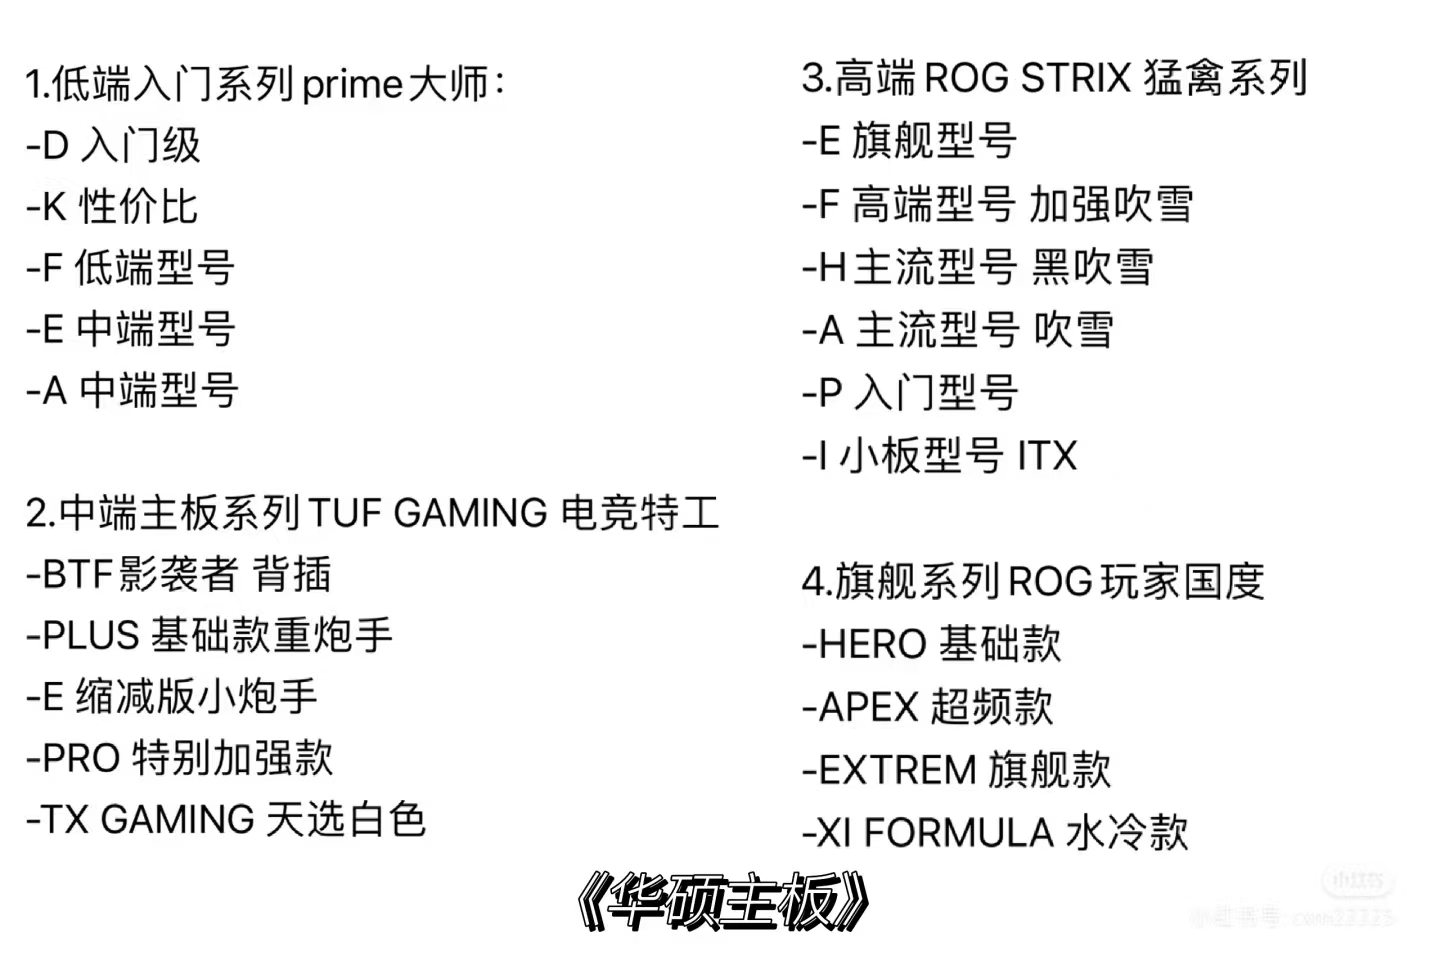 1.低端入门系列prime大师：
-D 入门级
-K 性价比
-F 低端型号
-E 中端型号
-A 中端型号
2.中端主板系列TUF GAMING 电竞特工
-BTF影袭者 背插
-PLUS 基础款重炮手
-E 缩减版小炮手
-PRO 特别加强款
-TX GAMING 天选白色
3.高端ROG STRIX 猛禽系列
-E 旗舰型号
-F 高端型号 加强吹雪
-H主流型号 黑吹雪
-A 主流型号 吹雪
-P 入门型号
-I 小板型号 ITX
4.旗舰系列ROG玩家国度
-HERO 基础款
-APEX 超频款
-EXTREM 旗舰款
-XI FORMULA 水冷款
《华硕主板》
小红书